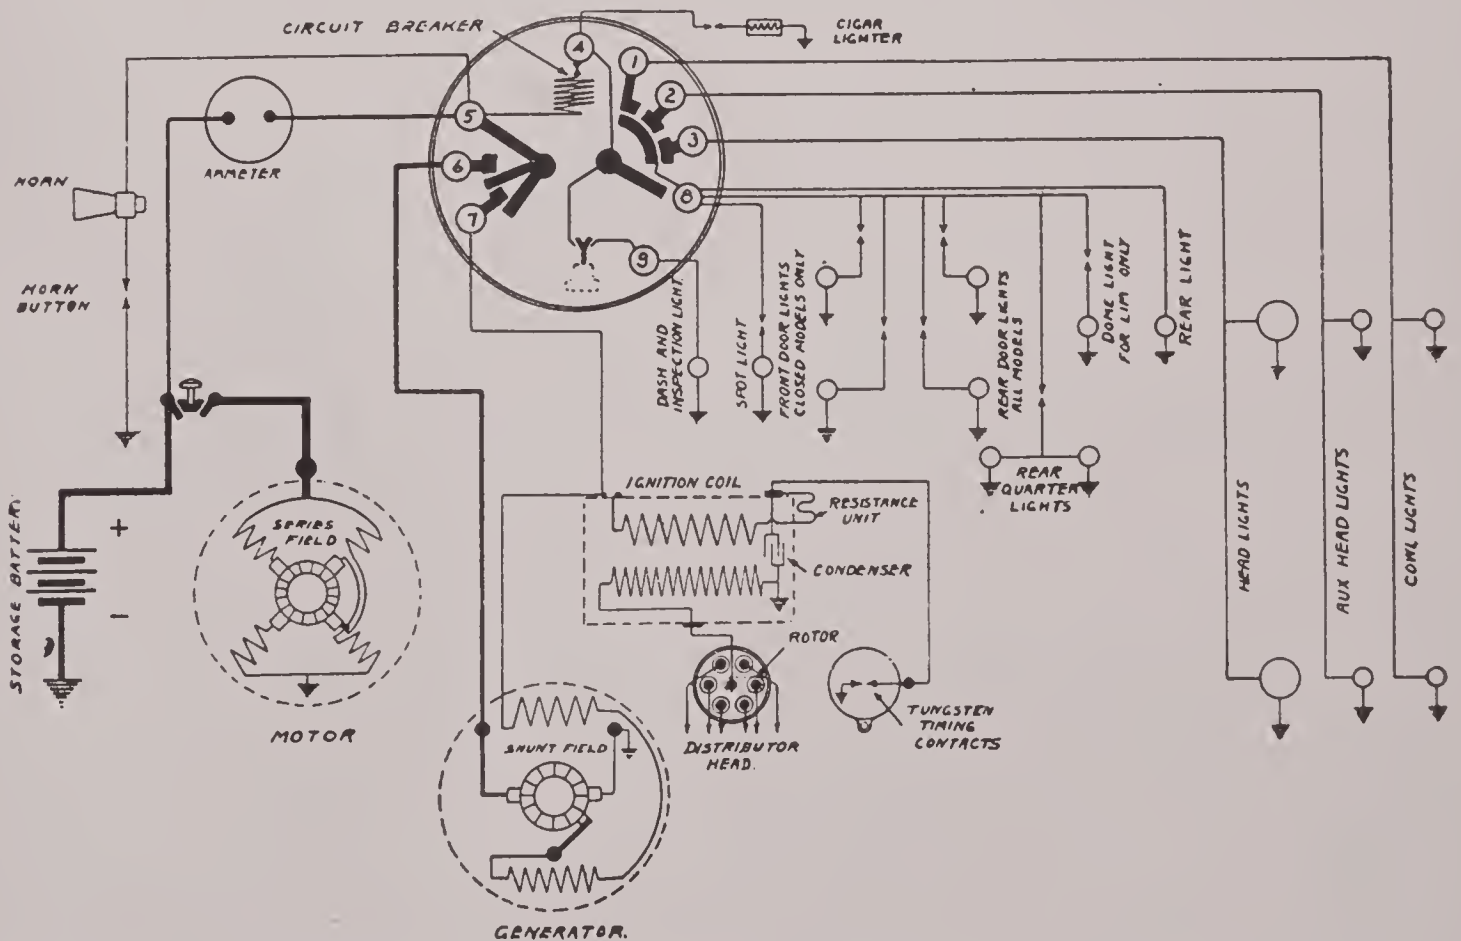 CIRCUIT BREAKER
CIGAR
LIGHTER
4
1
2
3
5
6
7
8
9
AMMETER
HORN
HORN
BUTTON
DASH AND
INSPECTION LIGHT.
SPOT LIGHT
FRONT DOOR LIGHTS
CLOSED MODELS ONLY
REAR DOOR LIGHTS
ALL MODELS
DOME LIGHT
FOR LIM ONLY
REAR LIGHT
REAR
QUARTER
LIGHTS
HEAD LIGHTS
AUX HEAD LIGHTS
COWL LIGHTS
STORAGE BATTERY.
+
−
SERIES
FIELD
MOTOR
IGNITION COIL
RESISTANCE
UNIT
CONDENSER
ROTOR
DISTRIBUTOR
HEAD.
TUNGSTEN
TIMING
CONTACTS
SHUNT FIELD
GENERATOR.